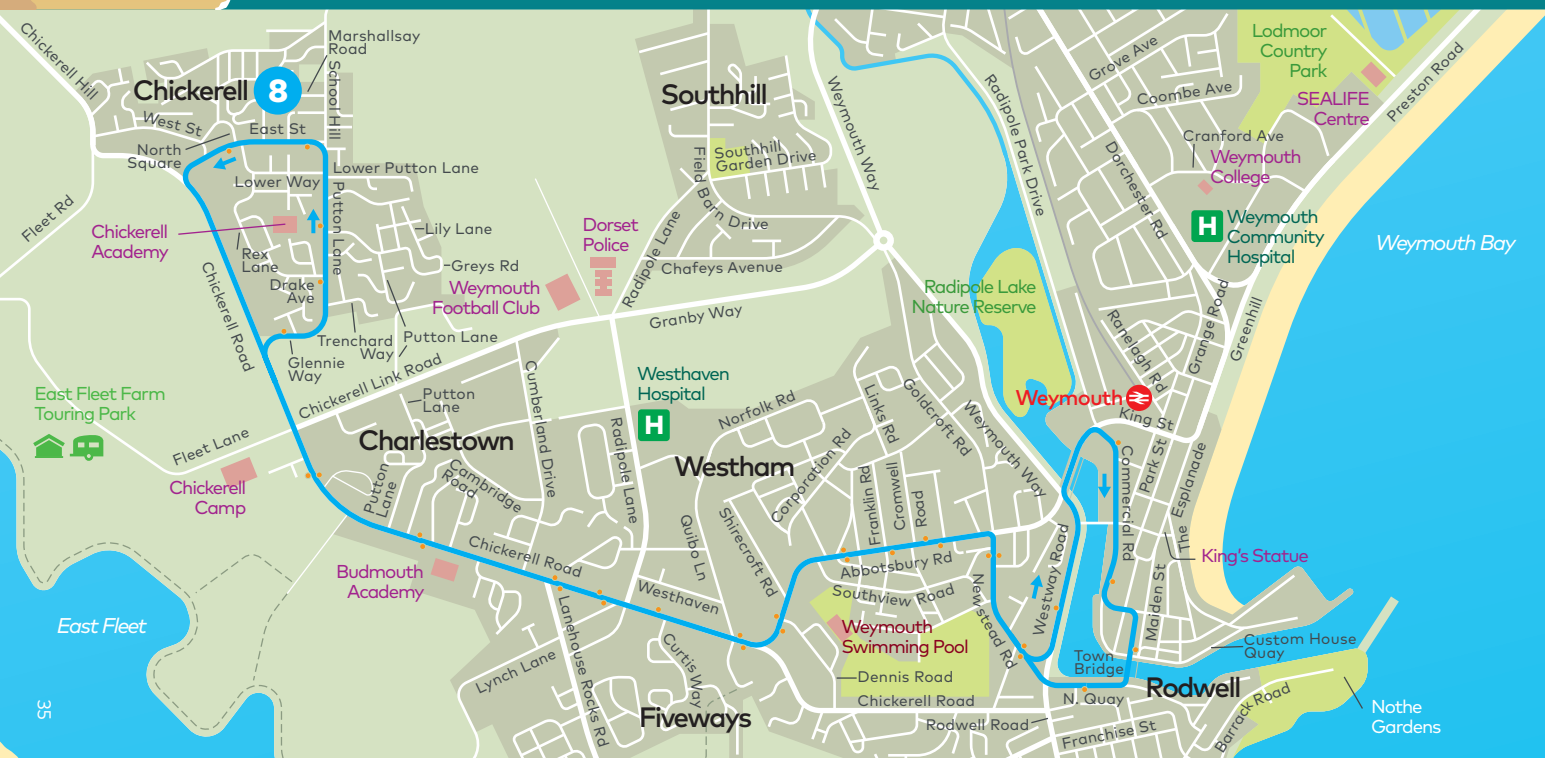 Chickerell Hill
Marshallsay
Road
School Hill
Chickerell
8
West St
East St
North
Square
Lower Way
Lower Putton Lane
Putton Lane
Fleet Rd
Chickerell
Academy
Rex
Lane
Drake
Ave
Lily Lane
Greys Rd
Weymouth
Football Club
Dorset
Police
Chickerell Road
Glennie
Way
Trenchard
Way
Putton Lane
Chickerell Link Road
Southhill
Southhill
Garden Drive
Field Barn Drive
Radipole Lane
Chafeys Avenue
Granby Way
Weymouth Way
Radipole Park Drive
Grove Ave
Coombe Ave
Lodmoor
Country
Park
SEALIFE
Centre
Preston Road
Cranford Ave
Weymouth
College
Dorchester Rd
H
Weymouth
Community
Hospital
Weymouth Bay
Radipole Lake
Nature Reserve
Ranelagh Rd
Grange Road
Greenhill
Weymouth
King St
East Fleet Farm
Touring Park
Fleet Lane
Chickerell
Camp
Putton
Lane
Charlestown
Putton
Lane
Cambridge
Road
Cumberland Drive
Radipole Lane
Westhaven
Hospital
H
Norfolk Rd
Westham
Links Rd
Goldcroft Rd
Weymouth Way
Corporation Rd
Franklin Rd
Cromwell
Road
Quibo Ln
Shirecroft Rd
Chickerell Road
Budmouth
Academy
Westhaven
Abbotsbury Rd
Southview Road
Newstead Rd
Westway Road
Commercial Rd
Park St
The Esplanade
King's Statue
Maiden St
Custom House
Quay
Town
Bridge
Weymouth
Swimming Pool
Dennis Road
Chickerell Road
Rodwell Road
N. Quay
Rodwell
Franchise St
Barrack Road
Nothe
Gardens
Lynch Lane
Lanehouse Rocks Rd
Curtis Way
Fiveways
East Fleet
35